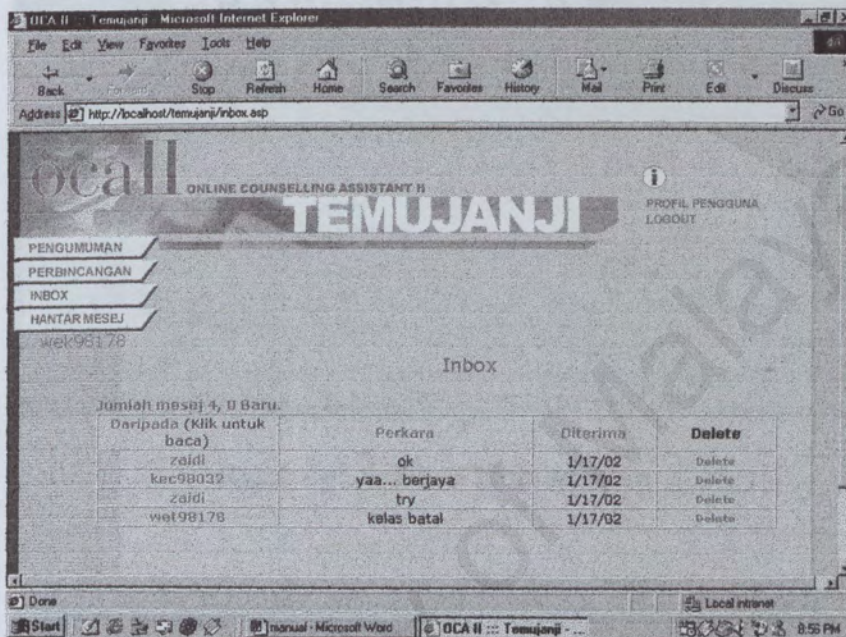 OCA II ::: Temujanji - Microsoft Internet Explorer
File Edit View Favorites Tools Help
Back Forward Stop Refresh Home Search Favorites History Mail Print Edit Discuss
Address http://localhost/temujanji/inbox.asp Go
ocaII ONLINE COUNSELLING ASSISTANT II
TEMUJANJI
PROFIL PENGGUNA
LOGOUT
PENGUMUMAN
PERBINCANGAN
INBOX
HANTAR MESEJ
wek98178
Inbox
Jumlah mesej 4, 0 Baru.
Daripada (Klik untuk baca) Perkara Diterima Delete
zaidi ok 1/17/02 Delete
kec98032 yaa... berjaya 1/17/02 Delete
zaidi try 1/17/02 Delete
wet98178 kelas batal 1/17/02 Delete
Done Local intranet
Start manual - Microsoft Word OCA II ::: Temujanji - ... 8:56 PM
of Malaya